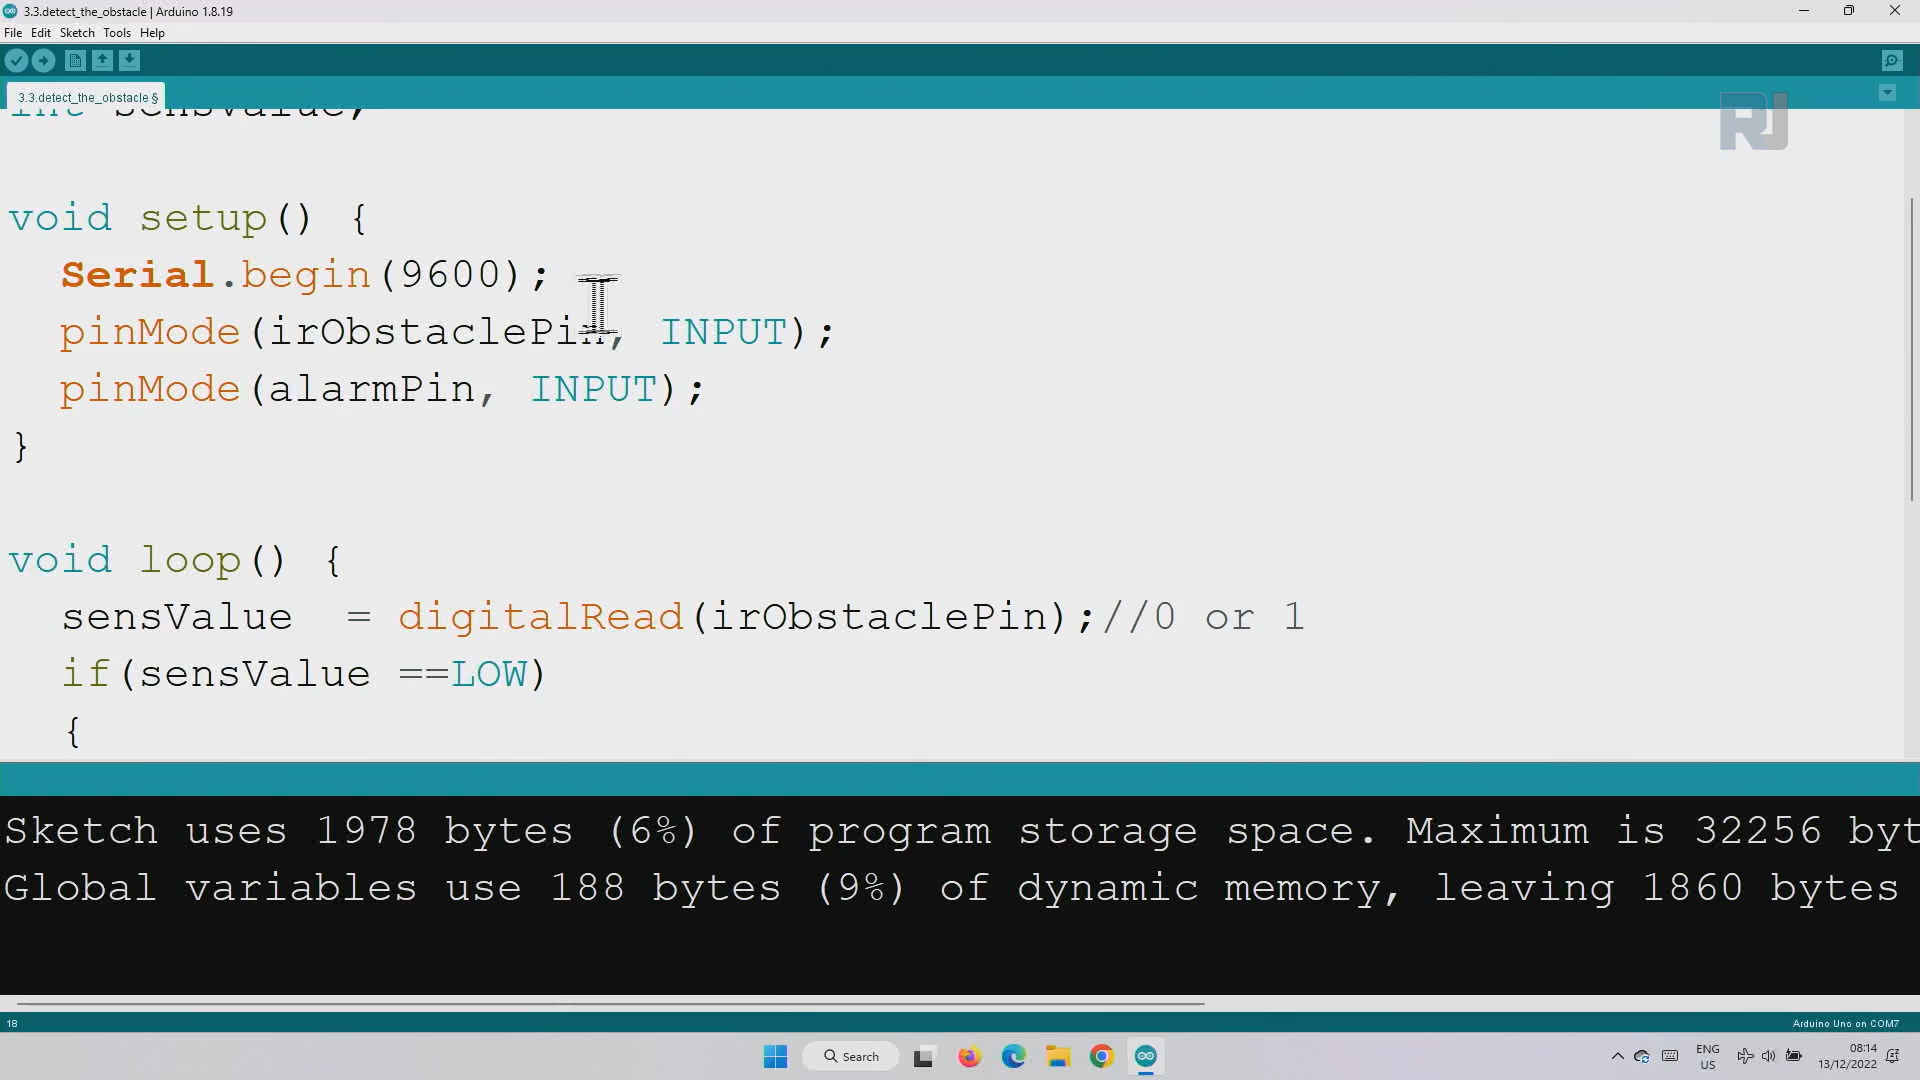 3.3.detect_the_obstacle | Arduino 1.8.19
File Edit Sketch Tools Help
3.3.detect_the_obstacle §
int sensValue;
RJ
void setup() {
Serial.begin(9600);
pinMode(irObstaclePin, INPUT);
pinMode(alarmPin, INPUT);
}
void loop() {
sensValue  = digitalRead(irObstaclePin);//0 or 1
if(sensValue ==LOW)
{
Sketch uses 1978 bytes (6%) of program storage space. Maximum is 32256 byt
Global variables use 188 bytes (9%) of dynamic memory, leaving 1860 bytes
18
Arduino Uno on COM7
Search
ENG
US
08:14
13/12/2022